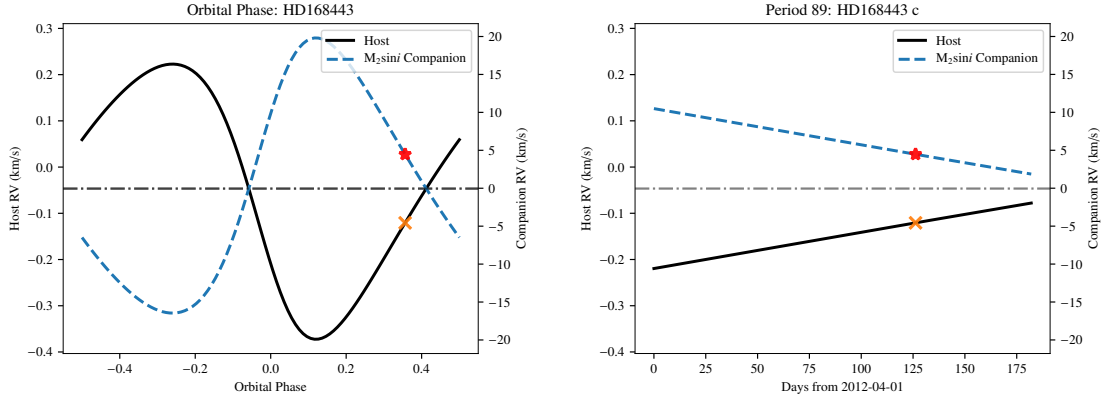 Orbital Phase: HD168443
Host
M₂sini Companion
0.3
0.2
0.1
0.0
−0.1
−0.2
−0.3
−0.4
Host RV (km/s)
20
15
10
5
0
−5
−10
−15
−20
Companion RV (km/s)
−0.4 −0.2 0.0 0.2 0.4
Orbital Phase
Period 89: HD168443 c
Host
M₂sini Companion
0.3
0.2
0.1
0.0
−0.1
−0.2
−0.3
−0.4
Host RV (km/s)
20
15
10
5
0
−5
−10
−15
−20
Companion RV (km/s)
0 25 50 75 100 125 150 175
Days from 2012-04-01